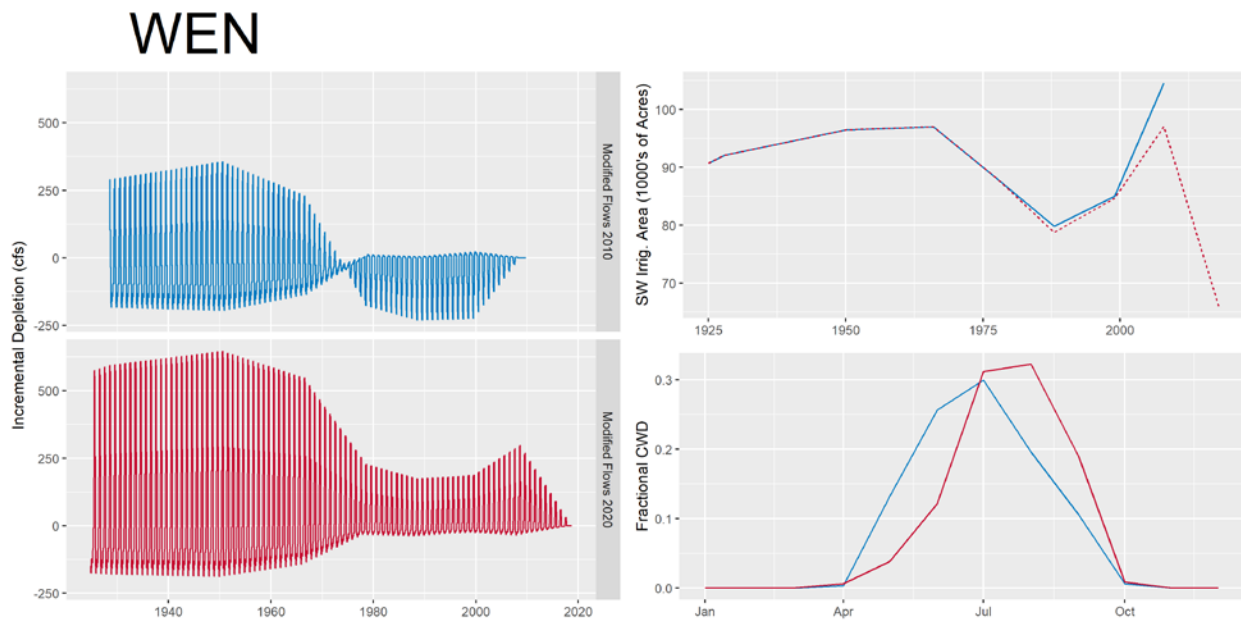 WEN
Incremental Depletion (cfs)
500
250
0
-250
Modified Flows 2010
500
250
0
-250
Modified Flows 2020
1940
1960
1980
2000
2020
SW Irrig. Area (1000's of Acres)
100
90
80
70
1925
1950
1975
2000
Fractional CWD
0.3
0.2
0.1
0.0
Jan
Apr
Jul
Oct